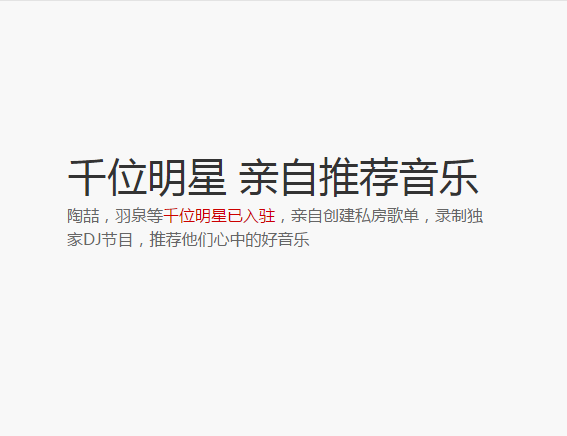 千位明星 亲自推荐音乐
陶喆，羽泉等千位明星已入驻，亲自创建私房歌单，录制独
家DJ节目，推荐他们心中的好音乐